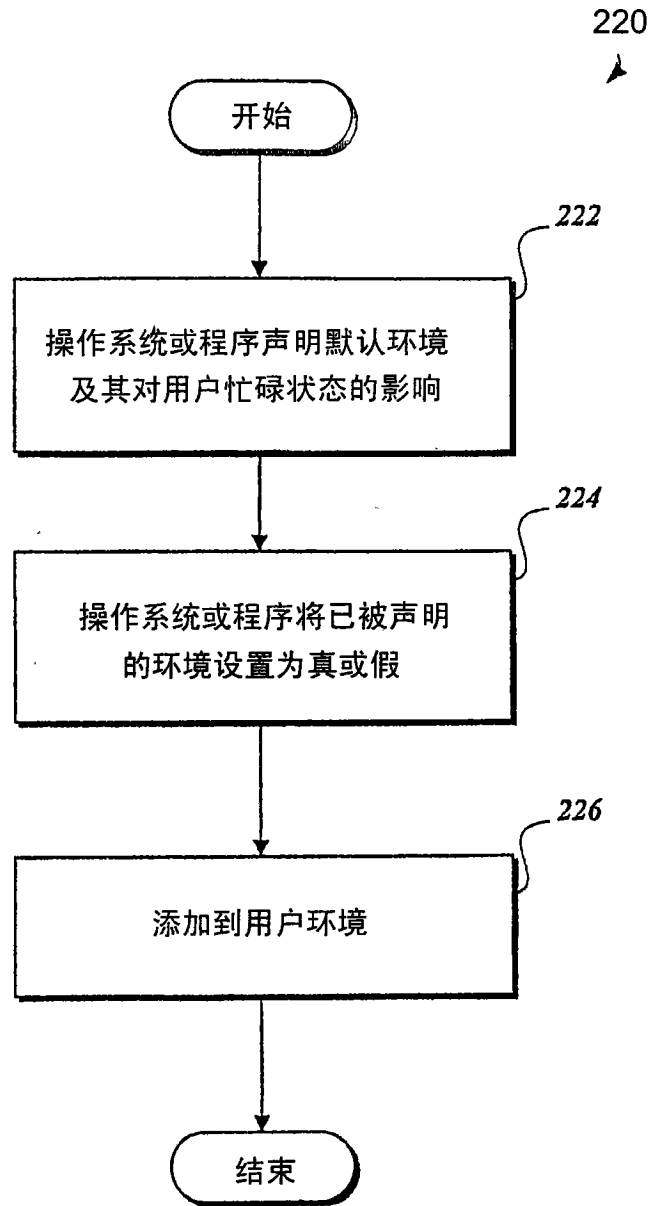 220
开始
222
操作系统或程序声明默认环境
及其对用户忙碌状态的影响
224
操作系统或程序将已被声明
的环境设置为真或假
226
添加到用户环境
结束